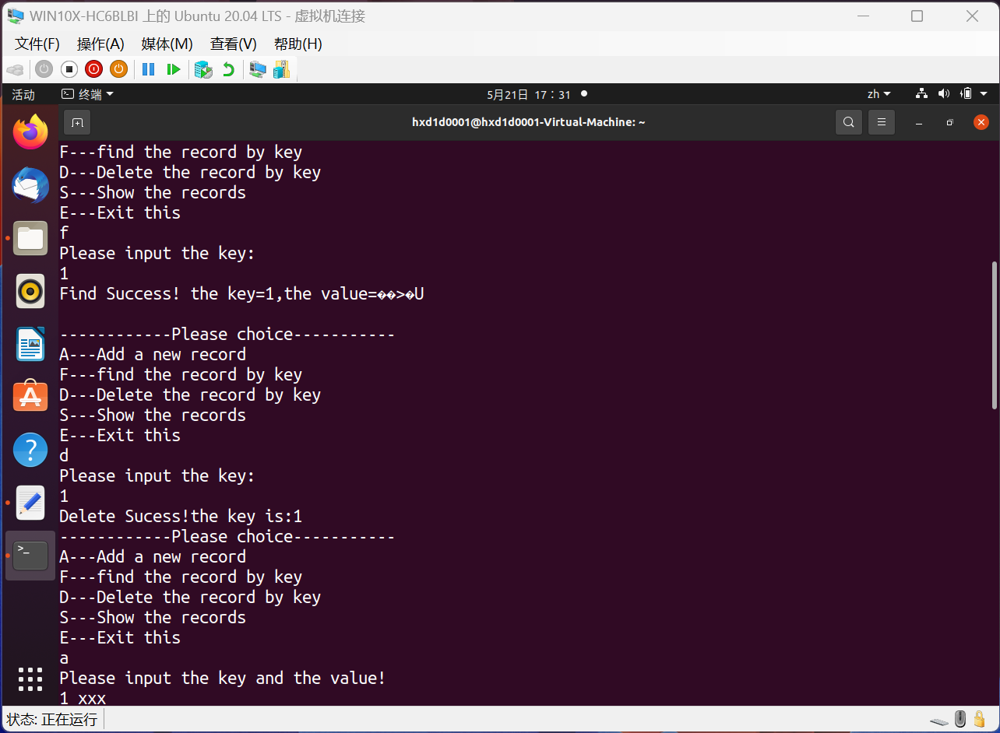 WIN10X-HC6BLBI 上的 Ubuntu 20.04 LTS - 虚拟机连接
文件(F) 操作(A) 媒体(M) 查看(V) 帮助(H)
活动 终端 5月21日 17：31 zh
hxd1d0001@hxd1d0001-Virtual-Machine: ~
F---find the record by key
D---Delete the record by key
S---Show the records
E---Exit this
f
Please input the key:
1
Find Success! the key=1,the value=��>�U
------------Please choice-----------
A---Add a new record
F---find the record by key
D---Delete the record by key
S---Show the records
E---Exit this
d
Please input the key:
1
Delete Sucess!the key is:1
------------Please choice-----------
A---Add a new record
F---find the record by key
D---Delete the record by key
S---Show the records
E---Exit this
a
Please input the key and the value!
1 xxx
状态: 正在运行